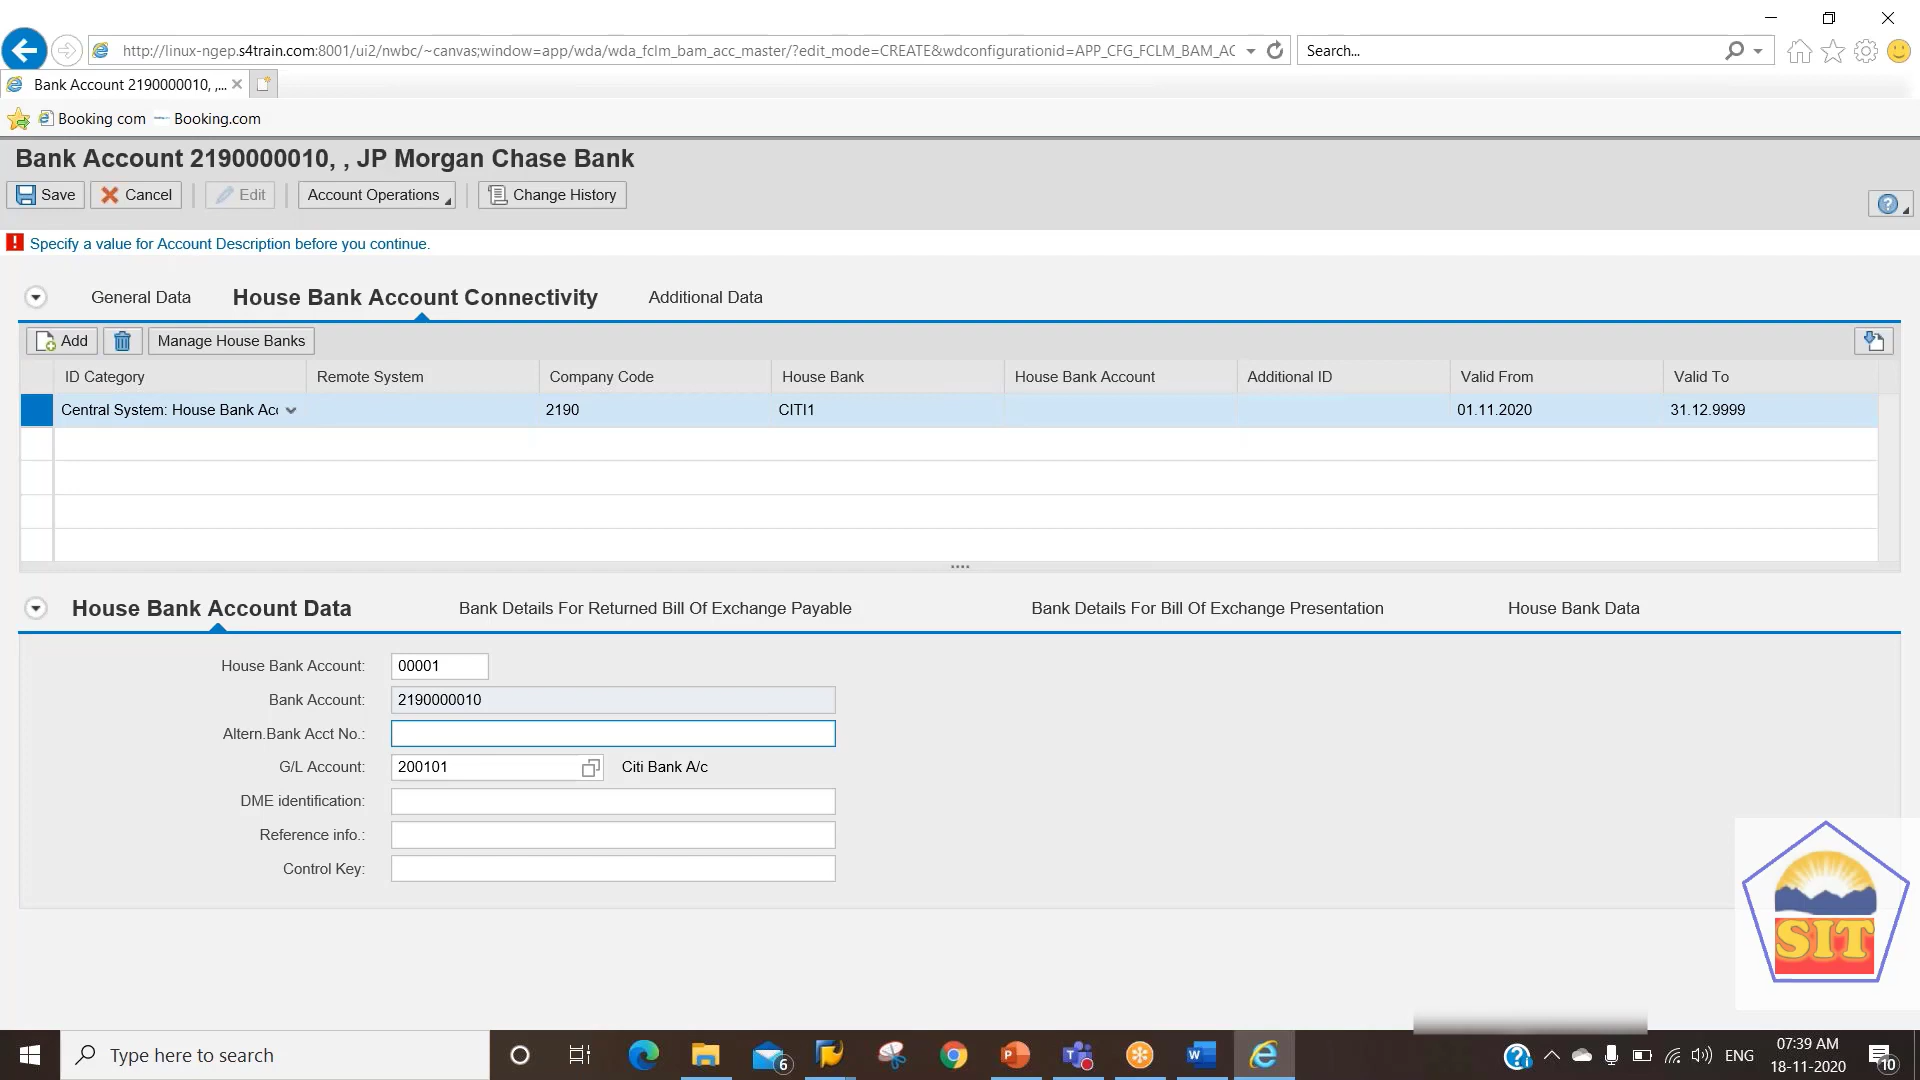 http://linux-ngep.s4train.com:8001/ui2/nwbc/~canvas;window=app/wda/wda_fclm_bam_acc_master/?edit_mode=CREATE&wdconfigurationid=APP_CFG_FCLM_BAM_AC
Search...
Bank Account 2190000010, ,...
Booking com
Booking.com
Bank Account 2190000010, , JP Morgan Chase Bank
Save
Cancel
Edit
Account Operations
Change History
Specify a value for Account Description before you continue.
General Data
House Bank Account Connectivity
Additional Data
Add
Manage House Banks
ID Category Remote System Company Code House Bank House Bank Account Additional ID Valid From Valid To
Central System: House Bank Acc 2190 CITI1 01.11.2020 31.12.9999
House Bank Account Data
Bank Details For Returned Bill Of Exchange Payable
Bank Details For Bill Of Exchange Presentation
House Bank Data
House Bank Account: 00001
Bank Account: 2190000010
Altern.Bank Acct No.:
G/L Account: 200101 Citi Bank A/c
DME identification:
Reference info.:
Control Key:
SIT
Type here to search
6
ENG
07:39 AM
18-11-2020
10